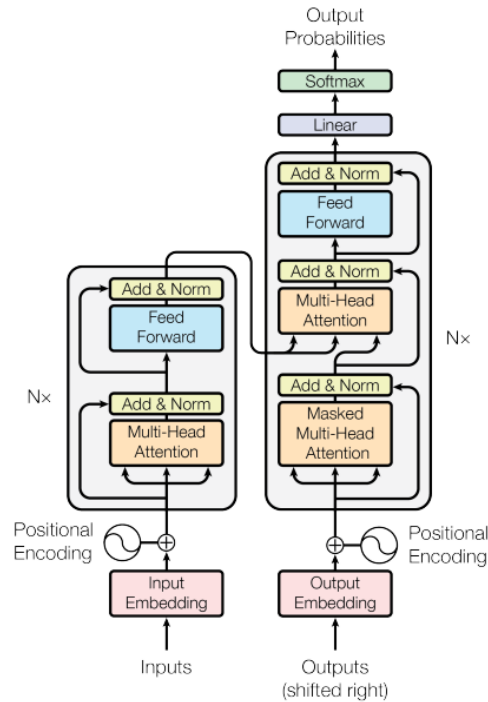 Output
Probabilities
Softmax
Linear
Add & Norm
Feed
Forward
Add & Norm
Multi-Head
Attention
Add & Norm
Masked
Multi-Head
Attention
Nx
Add & Norm
Feed
Forward
Add & Norm
Multi-Head
Attention
Nx
Positional
Encoding
Positional
Encoding
Input
Embedding
Output
Embedding
Inputs
Outputs
(shifted right)